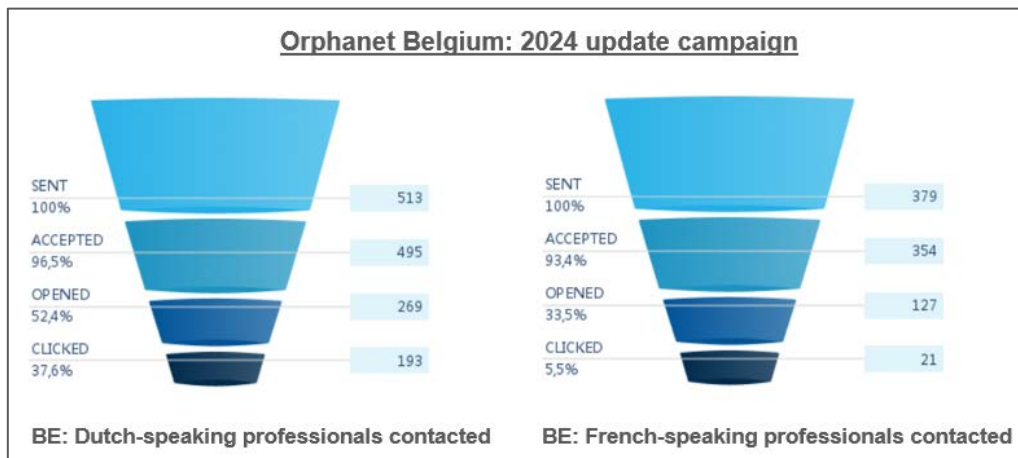 Orphanet Belgium: 2024 update campaign
SENT
100%
513
ACCEPTED
96,5%
495
OPENED
52,4%
269
CLICKED
37,6%
193
BE: Dutch-speaking professionals contacted
SENT
100%
379
ACCEPTED
93,4%
354
OPENED
33,5%
127
CLICKED
5,5%
21
BE: French-speaking professionals contacted